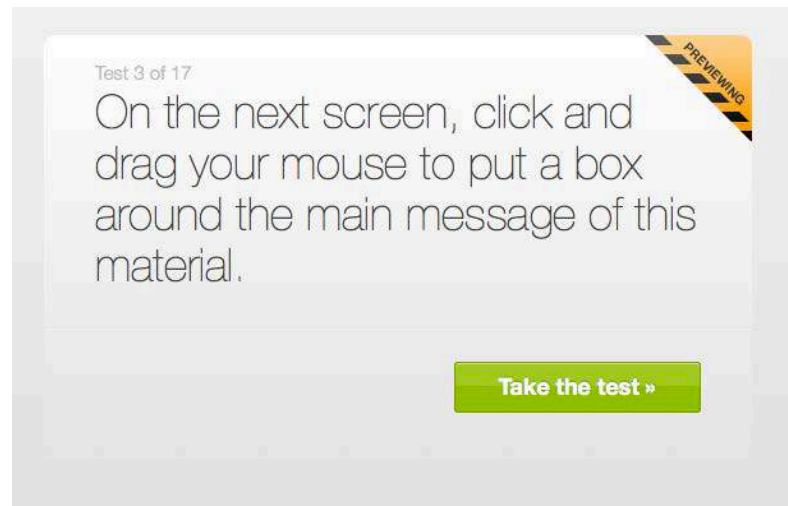 PREVIEWING
Test 3 of 17
On the next screen, click and
drag your mouse to put a box
around the main message of this
material.
Take the test »